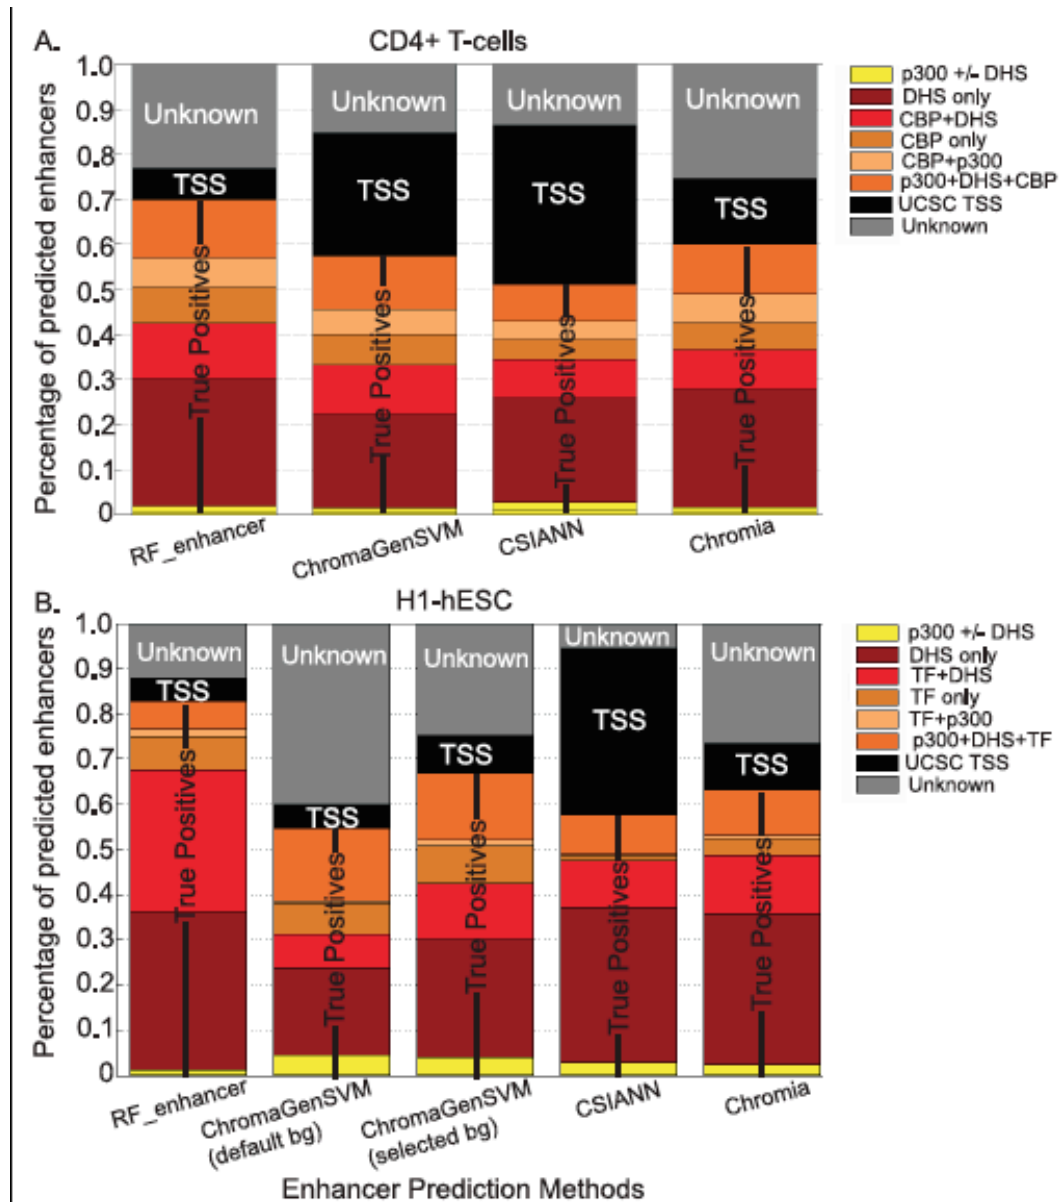 A.
CD4+ T-cells
Percentage of predicted enhancers
1.0
0.9
0.8
0.7
0.6
0.5
0.4
0.3
0.2
0.1
0
Unknown
TSS
True Positives
Unknown
TSS
True Positives
Unknown
TSS
True Positives
Unknown
TSS
True Positives
RF_enhancer
ChromaGenSVM
CSIANN
Chromia
p300 +/- DHS
DHS only
CBP+DHS
CBP only
CBP+p300
p300+DHS+CBP
UCSC TSS
Unknown
B.
H1-hESC
Percentage of predicted enhancers
1.0
0.9
0.8
0.7
0.6
0.5
0.4
0.3
0.2
0.1
0
Unknown
TSS
True Positives
Unknown
TSS
True Positives
Unknown
TSS
True Positives
Unknown
TSS
True Positives
Unknown
TSS
True Positives
RF_enhancer
ChromaGenSVM
(default bg)
ChromaGenSVM
(selected bg)
CSIANN
Chromia
p300 +/- DHS
DHS only
TF+DHS
TF only
TF+p300
p300+DHS+TF
UCSC TSS
Unknown
Enhancer Prediction Methods